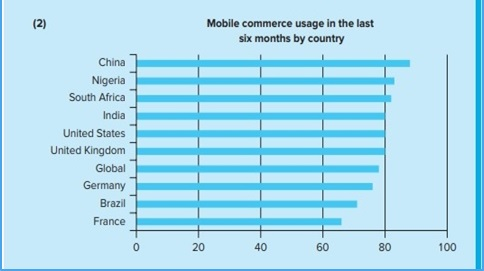 (2)
Mobile commerce usage in the last
six months by country
China
Nigeria
South Africa
India
United States
United Kingdom
Global
Germany
Brazil
France
0 20 40 60 80 100